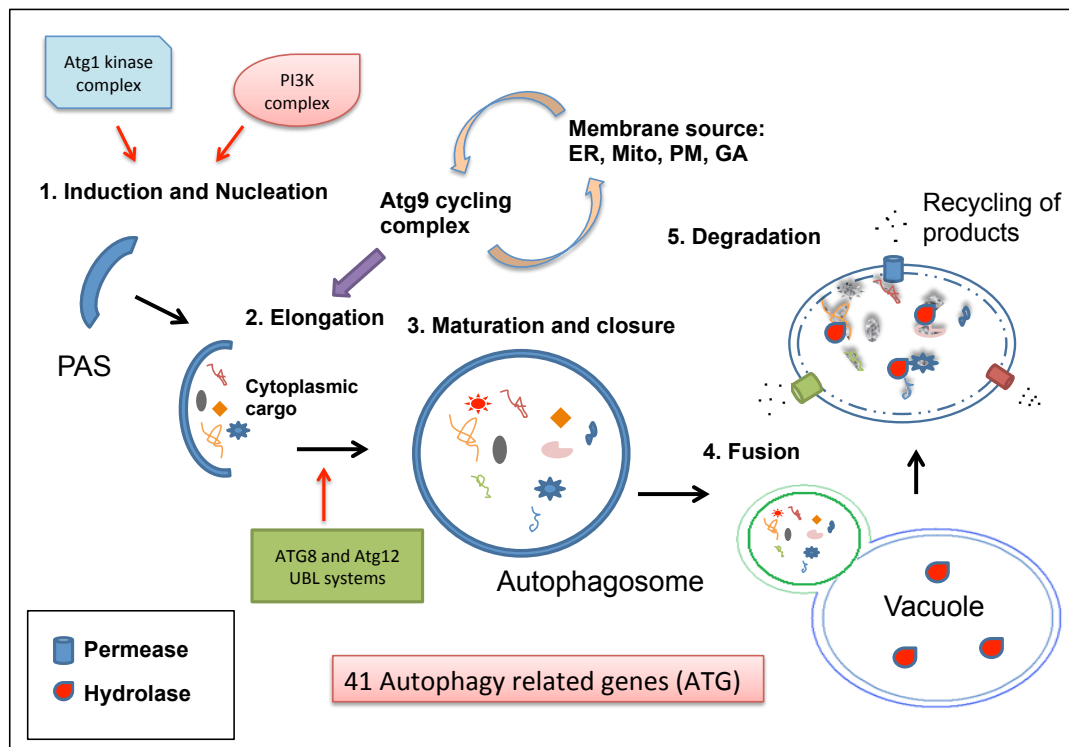 Atg1 kinase
complex
PI3K
complex
Membrane source:
ER, Mito, PM, GA
1. Induction and Nucleation
Atg9 cycling
complex
Recycling of
products
5. Degradation
PAS
2. Elongation
3. Maturation and closure
Cytoplasmic
cargo
4. Fusion
ATG8 and Atg12
UBL systems
Autophagosome
Vacuole
Permease
Hydrolase
41 Autophagy related genes (ATG)